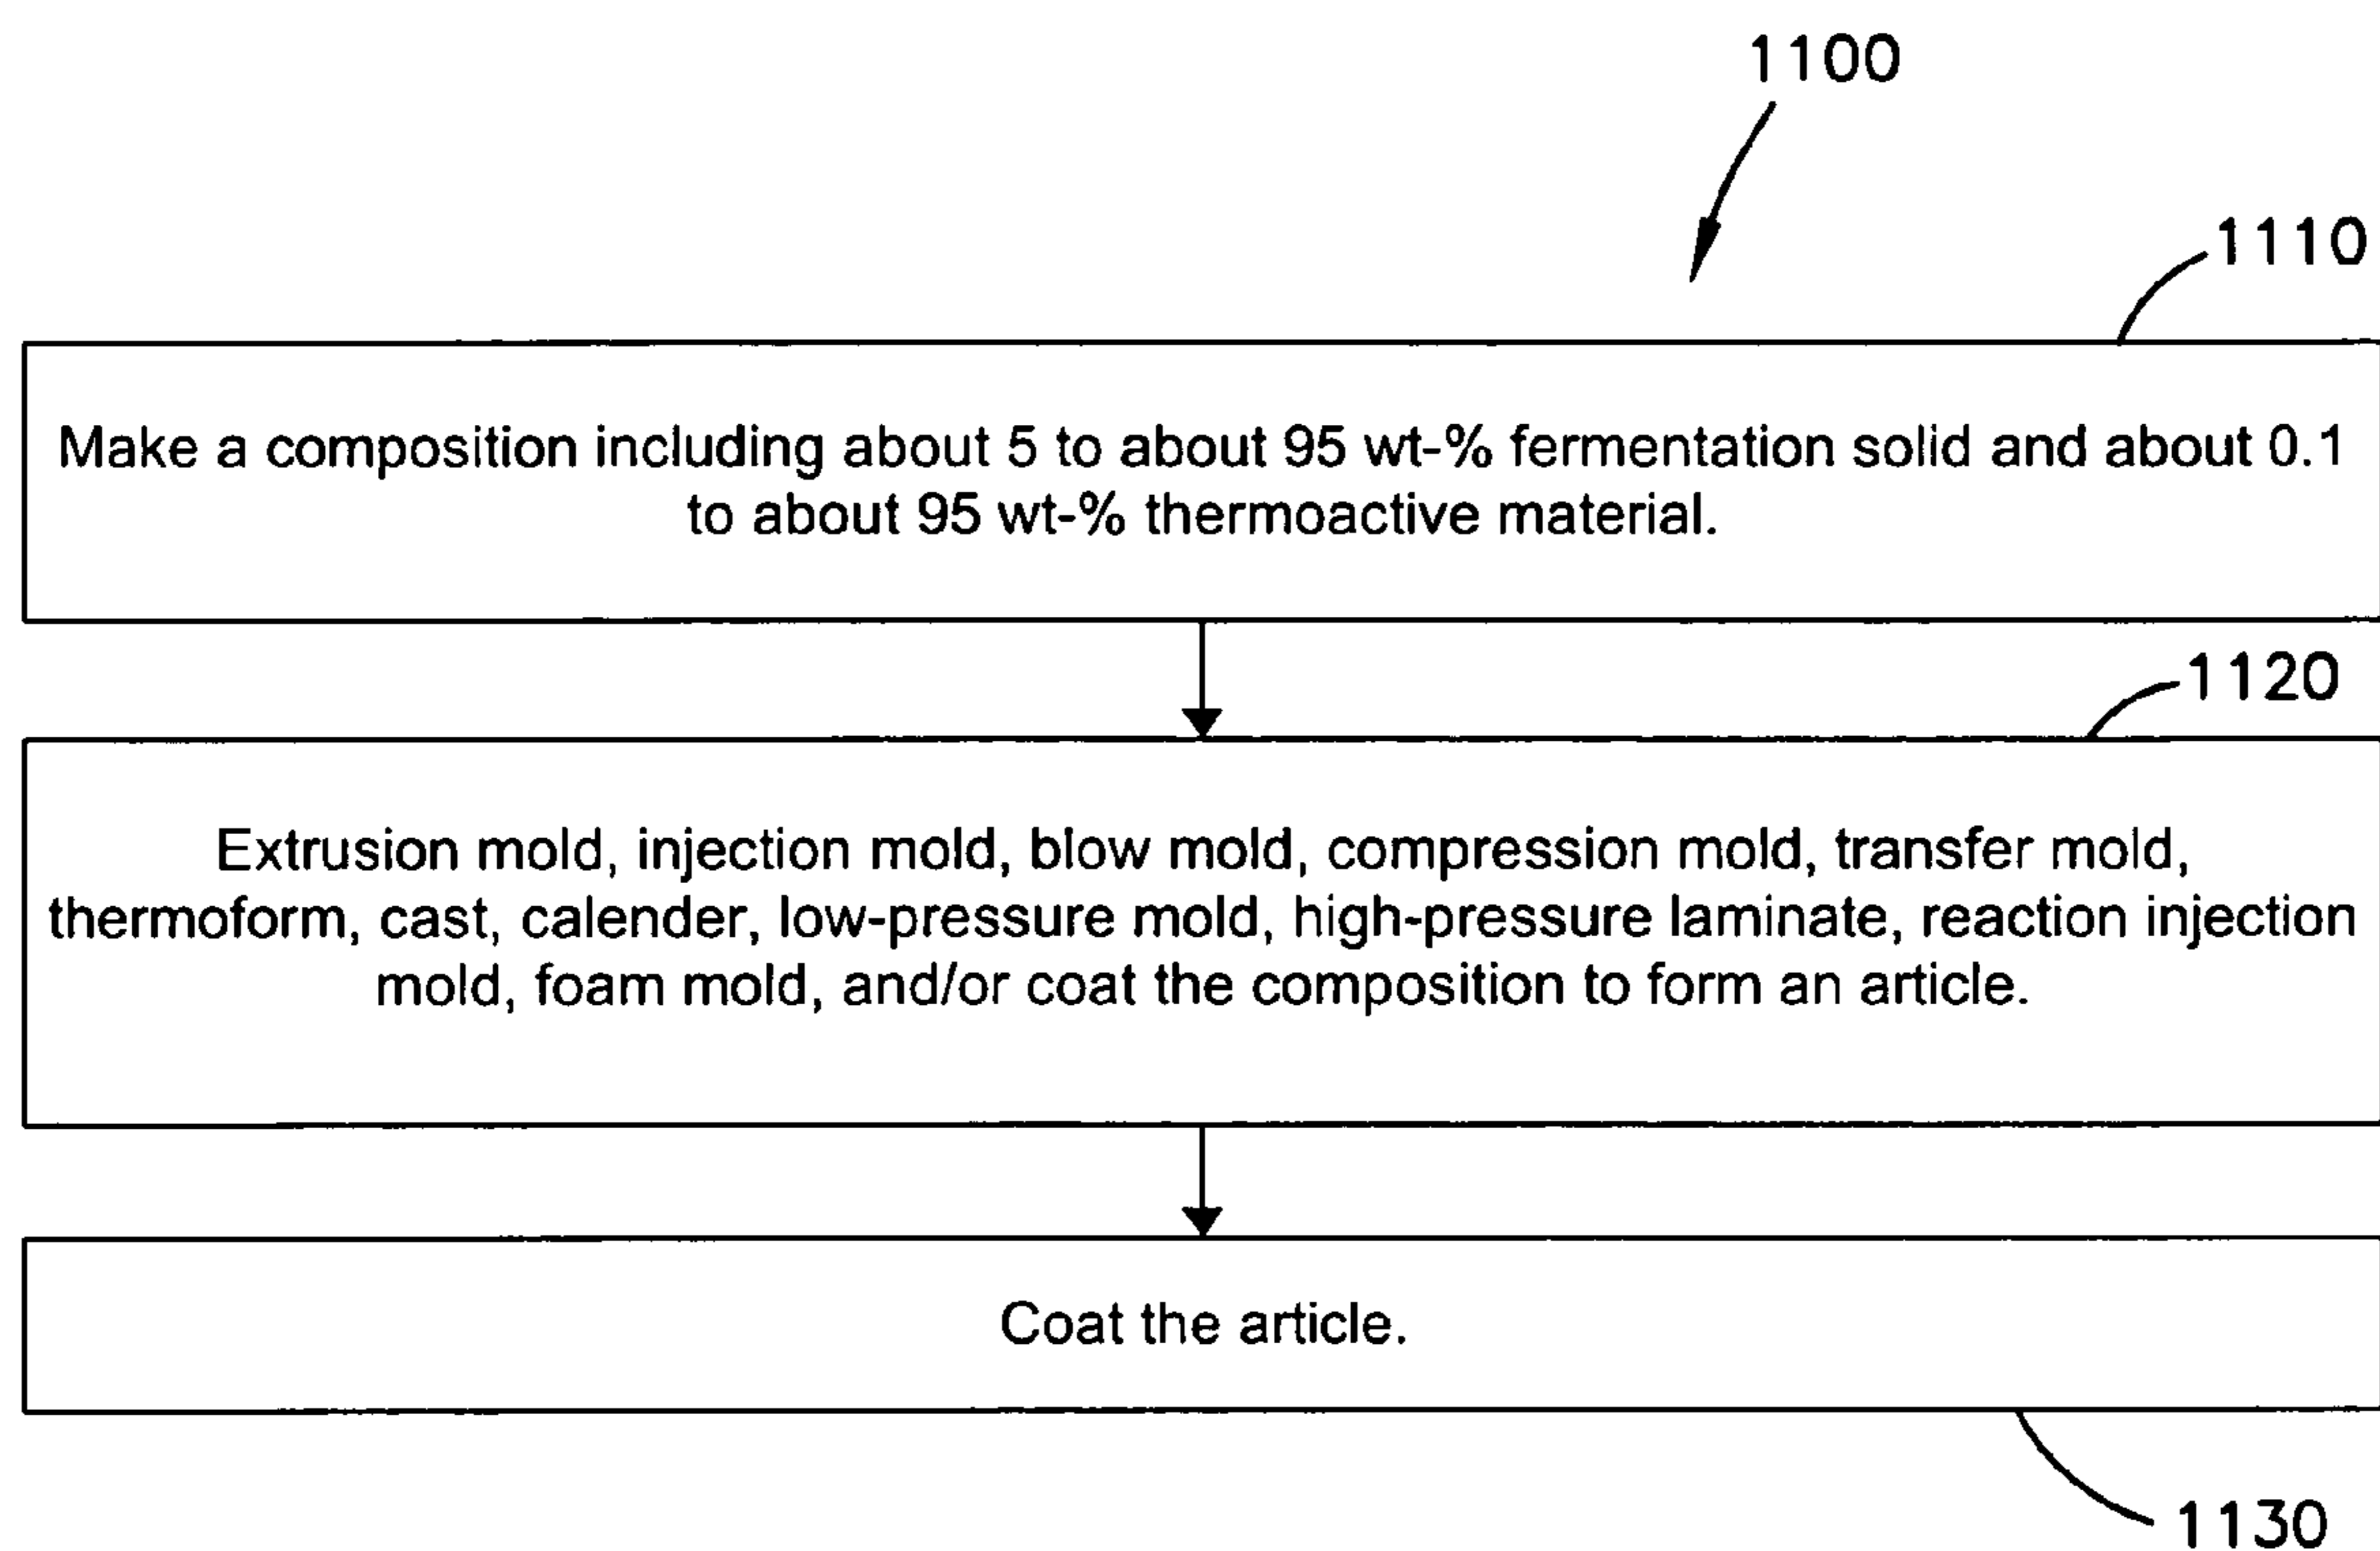 1100
1110
Make a composition including about 5 to about 95 wt-% fermentation solid and about 0.1
to about 95 wt-% thermoactive material.
1120
Extrusion mold, injection mold, blow mold, compression mold, transfer mold,
thermoform, cast, calender, low-pressure mold, high-pressure laminate, reaction injection
mold, foam mold, and/or coat the composition to form an article.
Coat the article.
1130